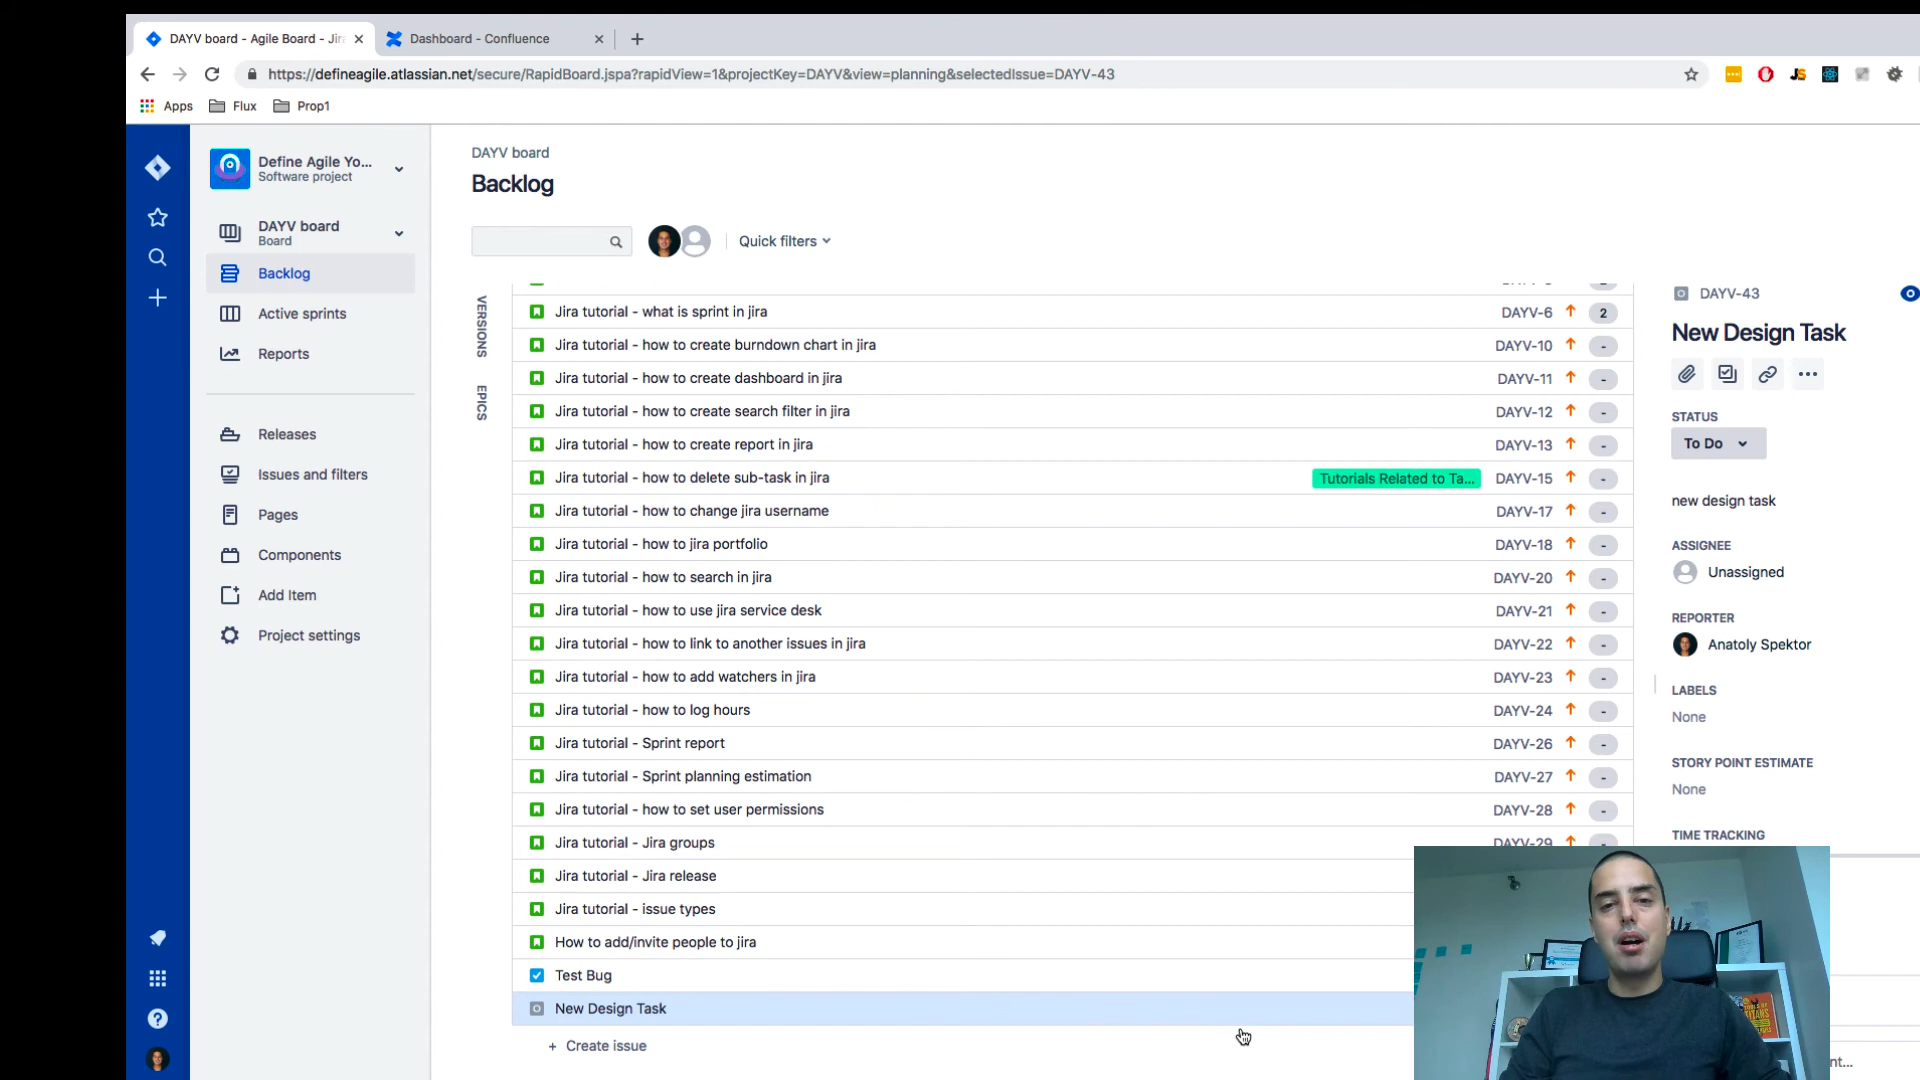 DAYV board - Agile Board - Jir
Dashboard - Confluence
https://defineagile.atlassian.net/secure/RapidBoard.jspa?rapidView=1&projectKey=DAYV&view=planning&selectedIssue=DAYV-43
Apps
Flux
Prop1
Define Agile Yo...
Software project
DAYV board
Board
Backlog
Active sprints
Reports
Releases
Issues and filters
Pages
Components
Add Item
Project settings
DAYV board
Backlog
Quick filters
VERSIONS
EPICS
Jira tutorial - what is sprint in jira DAYV-6 2
Jira tutorial - how to create burndown chart in jira DAYV-10 -
Jira tutorial - how to create dashboard in jira DAYV-11 -
Jira tutorial - how to create search filter in jira DAYV-12 -
Jira tutorial - how to create report in jira DAYV-13 -
Jira tutorial - how to delete sub-task in jira Tutorials Related to Ta... DAYV-15 -
Jira tutorial - how to change jira username DAYV-17 -
Jira tutorial - how to jira portfolio DAYV-18 -
Jira tutorial - how to search in jira DAYV-20 -
Jira tutorial - how to use jira service desk DAYV-21 -
Jira tutorial - how to link to another issues in jira DAYV-22 -
Jira tutorial - how to add watchers in jira DAYV-23 -
Jira tutorial - how to log hours DAYV-24 -
Jira tutorial - Sprint report DAYV-26 -
Jira tutorial - Sprint planning estimation DAYV-27 -
Jira tutorial - how to set user permissions DAYV-28 -
Jira tutorial - Jira groups DAYV-29
Jira tutorial - Jira release
Jira tutorial - issue types
How to add/invite people to jira
Test Bug
New Design Task
+ Create issue
DAYV-43
New Design Task
STATUS
To Do
new design task
ASSIGNEE
Unassigned
REPORTER
Anatoly Spektor
LABELS
None
STORY POINT ESTIMATE
None
TIME TRACKING